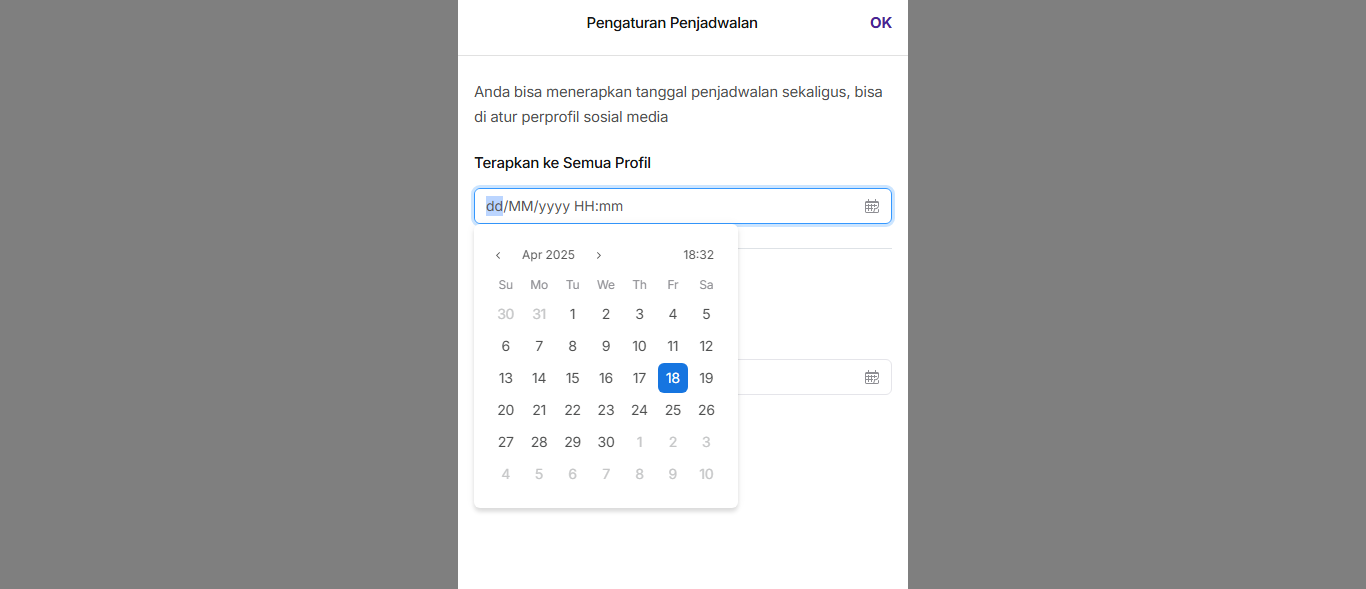 Pengaturan Penjadwalan OK
Anda bisa menerapkan tanggal penjadwalan sekaligus, bisa
di atur perprofil sosial media
Terapkan ke Semua Profil
dd/MM/yyyy HH:mm
Apr 2025 18:32
Su Mo Tu We Th Fr Sa
30 31 1 2 3 4 5
6 7 8 9 10 11 12
13 14 15 16 17 18 19
20 21 22 23 24 25 26
27 28 29 30 1 2 3
4 5 6 7 8 9 10